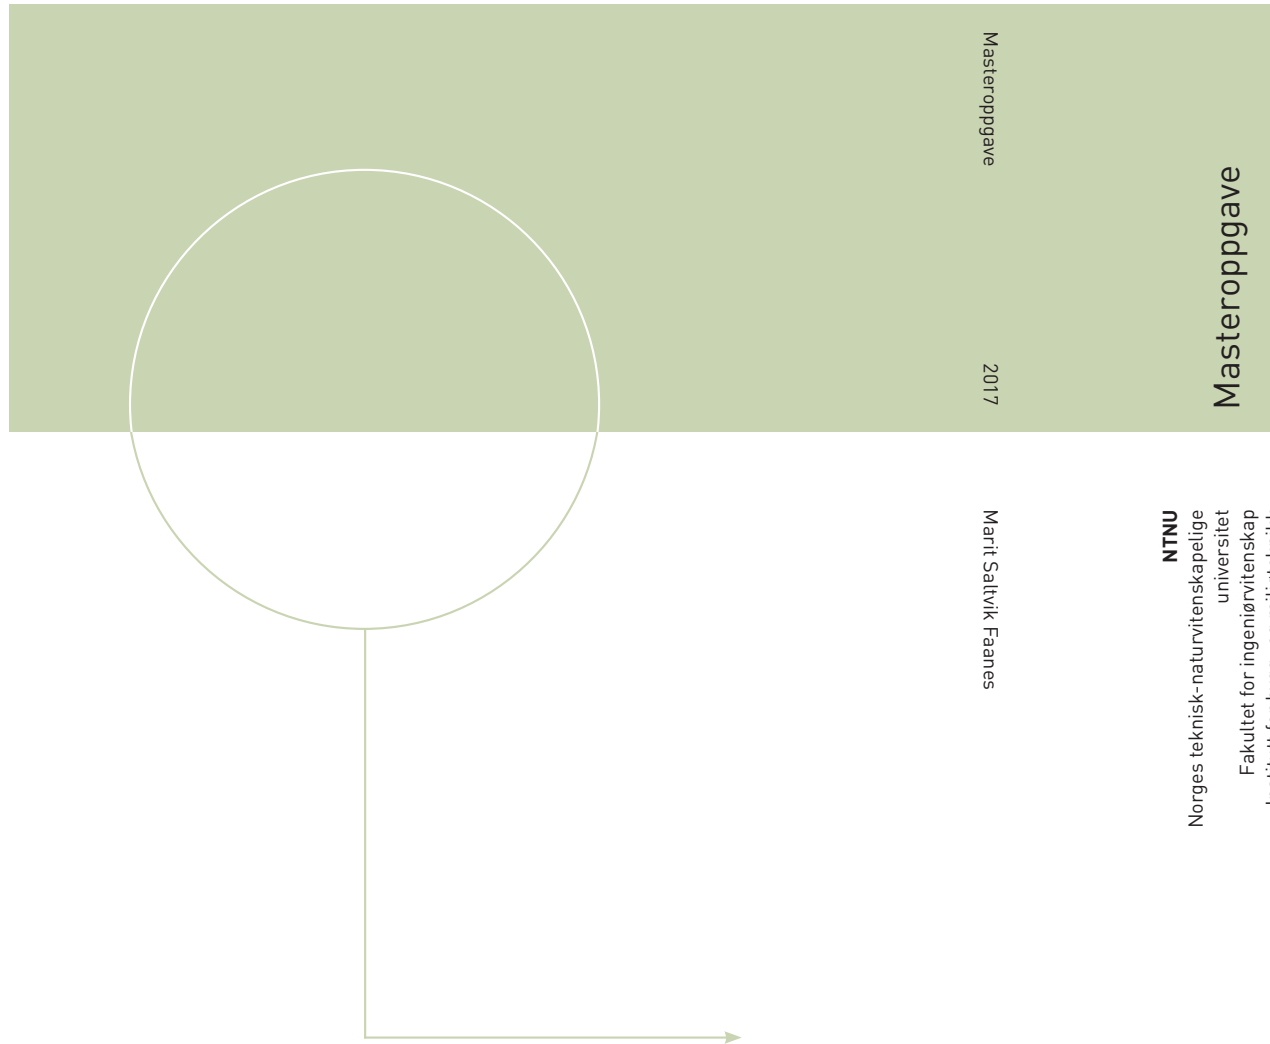 Masteroppgave
2017
Marit Saltvik Faanes
Masteroppgave
NTNU
Norges teknisk-naturvitenskapelige
universitet
Fakultet for ingeniørvitenskap